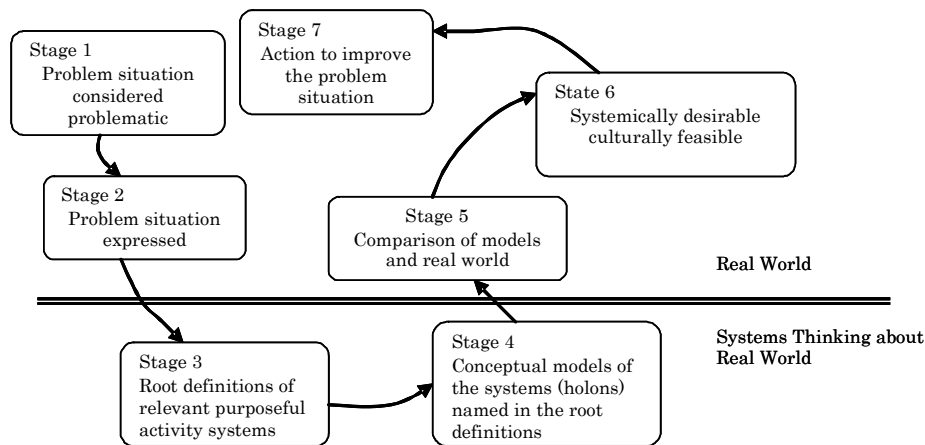 Stage 1
Problem situation
considered
problematic
Stage 2
Problem situation
expressed
Stage 3
Root definitions of
relevant purposeful
activity systems
Stage 4
Conceptual models of
the systems (holons)
named in the root
definitions
Stage 5
Comparison of models
and real world
State 6
Systemically desirable
culturally feasible
Stage 7
Action to improve
the problem
situation
Real World
Systems Thinking about
Real World